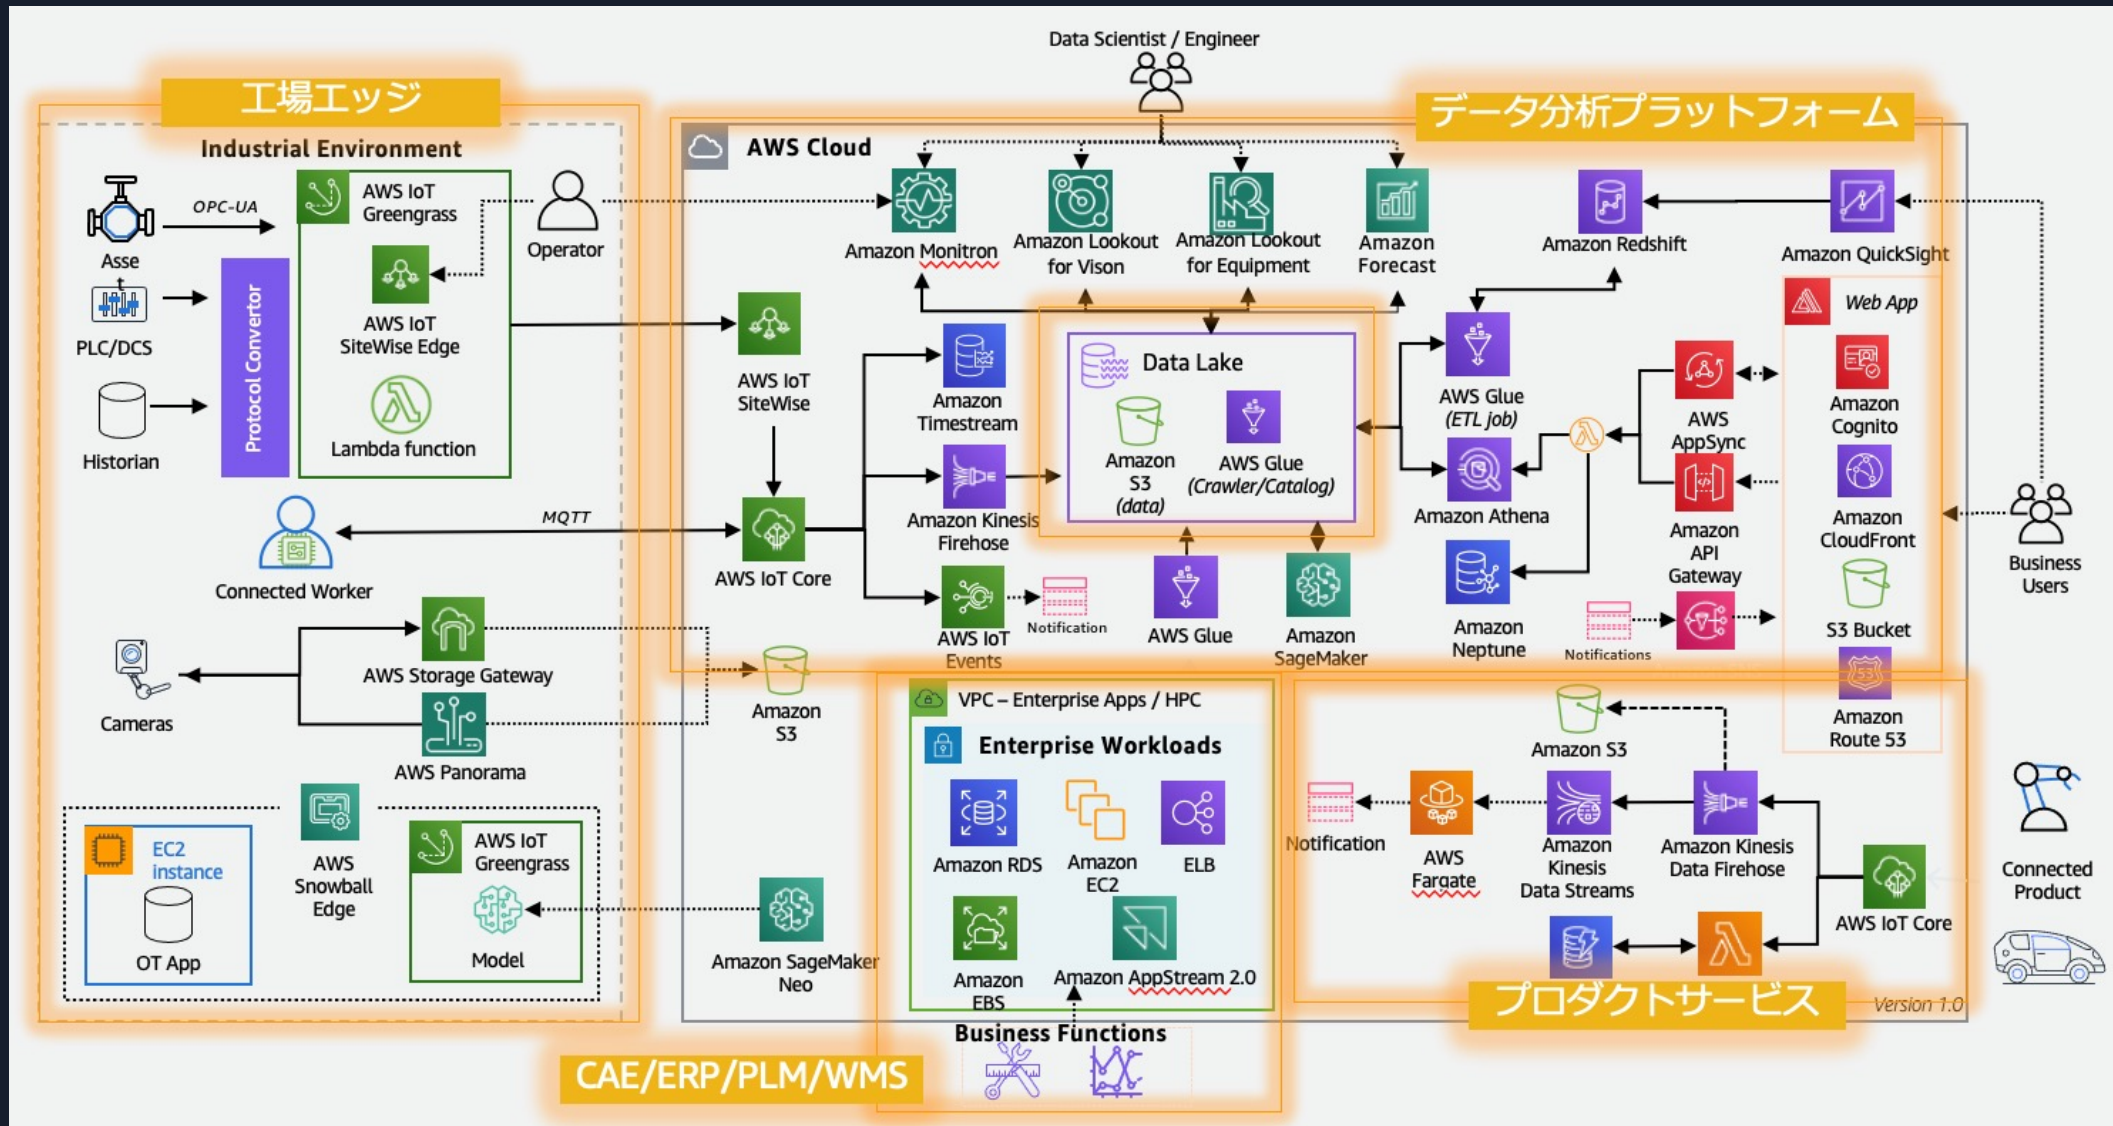 Data Scientist / Engineer
工場エッジ
データ分析プラットフォーム
Industrial Environment
AWS Cloud
OPC-UA
AWS IoT
Greengrass
Asse
t
Operator
AWS IoT
SiteWise Edge
Lambda function
Protocol Convertor
PLC/DCS
Historian
MQTT
Connected Worker
Cameras
AWS Storage Gateway
AWS Panorama
EC2
instance
OT App
AWS
Snowball
Edge
AWS IoT
Greengrass
Model
Amazon Monitron
Amazon Lookout
for Vison
Amazon Lookout
for Equipment
Amazon
Forecast
Amazon Redshift
Amazon QuickSight
AWS IoT
SiteWise
AWS IoT Core
Amazon
Timestream
Amazon Kinesis
Firehose
AWS IoT
Events
Notification
Data Lake
Amazon
S3
(data)
AWS Glue
(Crawler/Catalog)
AWS Glue
Amazon
SageMaker
AWS Glue
(ETL job)
Amazon Athena
Amazon
Neptune
AWS
AppSync
Amazon
API
Gateway
Notifications
Web App
Amazon
Cognito
Amazon
CloudFront
S3 Bucket
53
Amazon
Route 53
Business
Users
Amazon
S3
Amazon SageMaker
Neo
VPC – Enterprise Apps / HPC
Enterprise Workloads
Amazon RDS
Amazon
EC2
ELB
Amazon
EBS
Amazon AppStream 2.0
Business Functions
CAE/ERP/PLM/WMS
Amazon S3
Notification
AWS
Fargate
Amazon
Kinesis
Data Streams
Amazon Kinesis
Data Firehose
AWS IoT Core
Connected
Product
プロダクトサービス
Version 1.0